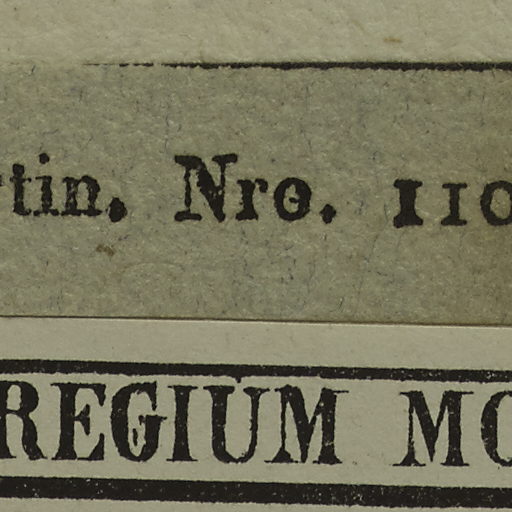 rtin. Nro. 110
REGIUM MO